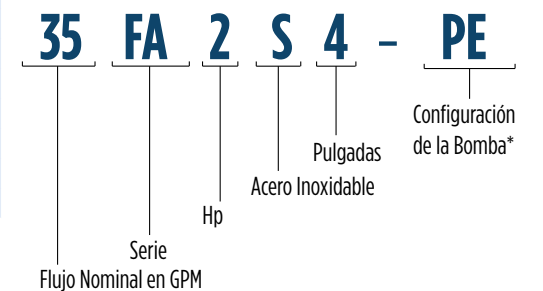 35 FA 2 S 4 - PE
Configuración
de la Bomba*
Pulgadas
Acero Inoxidable
Hp
Serie
Flujo Nominal en GPM